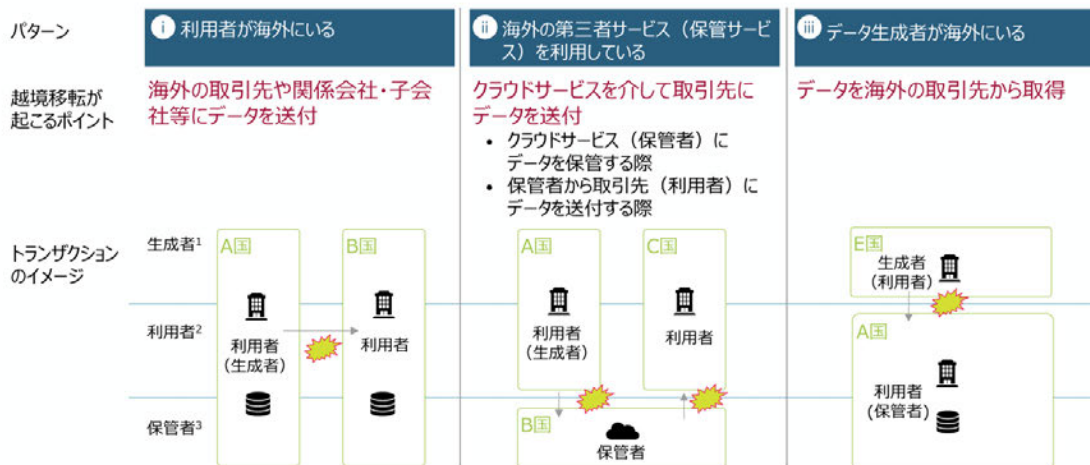 パターン
i 利用者が海外にいる
ii 海外の第三者サービス（保管サービ
ス）を利用している
iii データ生成者が海外にいる
越境移転が
起こるポイント
海外の取引先や関係会社・子会
社等にデータを送付
クラウドサービスを介して取引先に
データを送付
• クラウドサービス（保管者）に
データを保管する際
• 保管者から取引先（利用者）に
データを送付する際
データを海外の取引先から取得
トランザクション
のイメージ
生成者1
利用者2
保管者3
A国
利用者
（生成者）
B国
利用者
A国
利用者
（生成者）
C国
利用者
B国
保管者
E国
生成者
（利用者）
A国
利用者
（保管者）